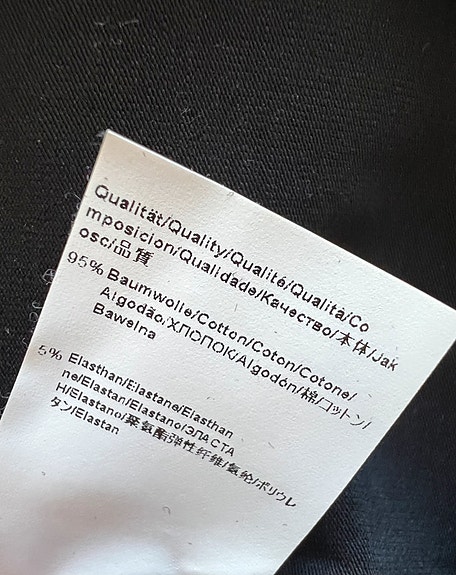 Qualität/Quality/Qualité/Qualità/Co
mposicion/Qualidade/Качество/本体/Jak
osc/品質
95% Baumwolle/Cotton/Coton/Cotone/
Algodão/ХЛОПОК/Algodón/棉/コットン/
Bawelna
5% Elasthan/Elastane/Elasthan
ne/Elastan/Elastano/ЭЛАСТА
Н/Elastano/聚氨酯弹性纤维/氨纶/ポリウレ
タン/Elastan